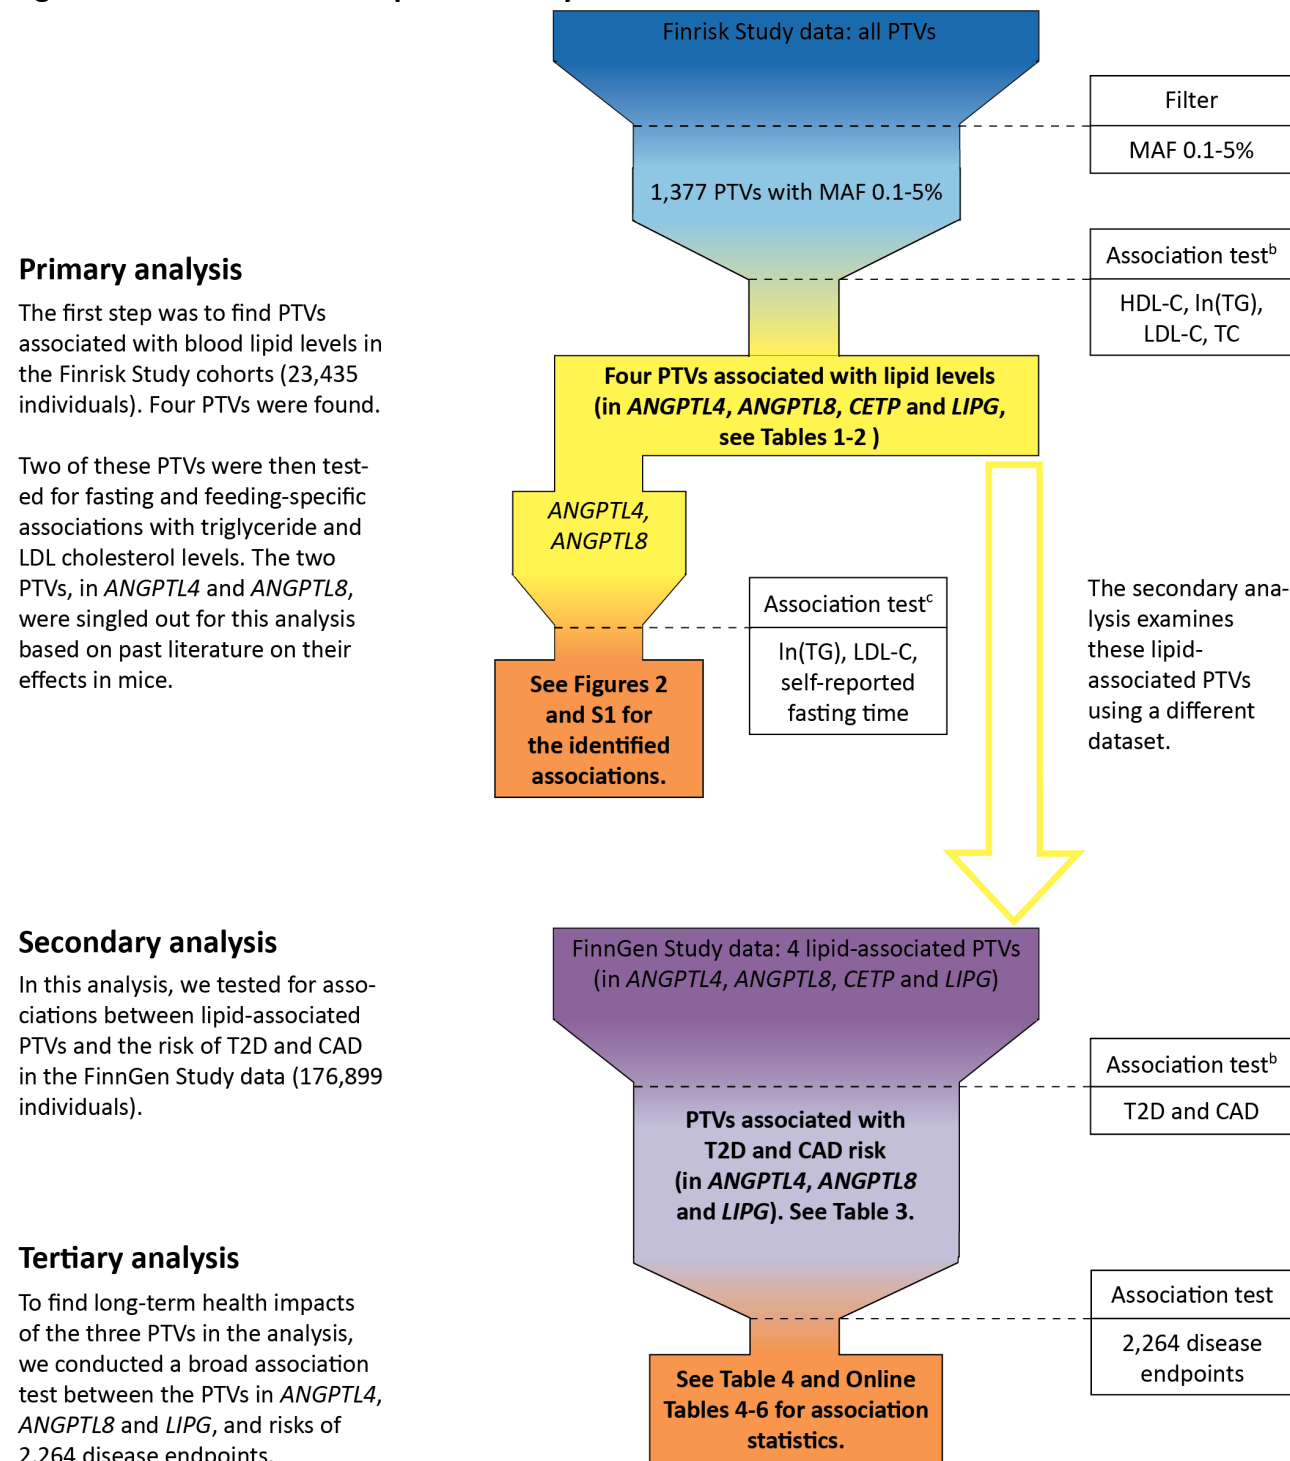 Finrisk Study data: all PTVs
Filter
MAF 0.1-5%
1,377 PTVs with MAF 0.1-5%
Association testᵇ
HDL-C, ln(TG),
LDL-C, TC
Primary analysis
The first step was to find PTVs
associated with blood lipid levels in
the Finrisk Study cohorts (23,435
individuals). Four PTVs were found.
Two of these PTVs were then test-
ed for fasting and feeding-specific
associations with triglyceride and
LDL cholesterol levels. The two
PTVs, in ANGPTL4 and ANGPTL8,
were singled out for this analysis
based on past literature on their
effects in mice.
Four PTVs associated with lipid levels
(in ANGPTL4, ANGPTL8, CETP and LIPG,
see Tables 1-2 )
ANGPTL4,
ANGPTL8
Association testᶜ
ln(TG), LDL-C,
self-reported
fasting time
See Figures 2
and S1 for
the identified
associations.
The secondary ana-
lysis examines
these lipid-
associated PTVs
using a different
dataset.
Secondary analysis
In this analysis, we tested for asso-
ciations between lipid-associated
PTVs and the risk of T2D and CAD
in the FinnGen Study data (176,899
individuals).
FinnGen Study data: 4 lipid-associated PTVs
(in ANGPTL4, ANGPTL8, CETP and LIPG)
Association testᵇ
T2D and CAD
PTVs associated with
T2D and CAD risk
(in ANGPTL4, ANGPTL8
and LIPG). See Table 3.
Tertiary analysis
To find long-term health impacts
of the three PTVs in the analysis,
we conducted a broad association
test between the PTVs in ANGPTL4,
ANGPTL8 and LIPG, and risks of
2,264 disease endpoints.
Association test
2,264 disease
endpoints
See Table 4 and Online
Tables 4-6 for association
statistics.